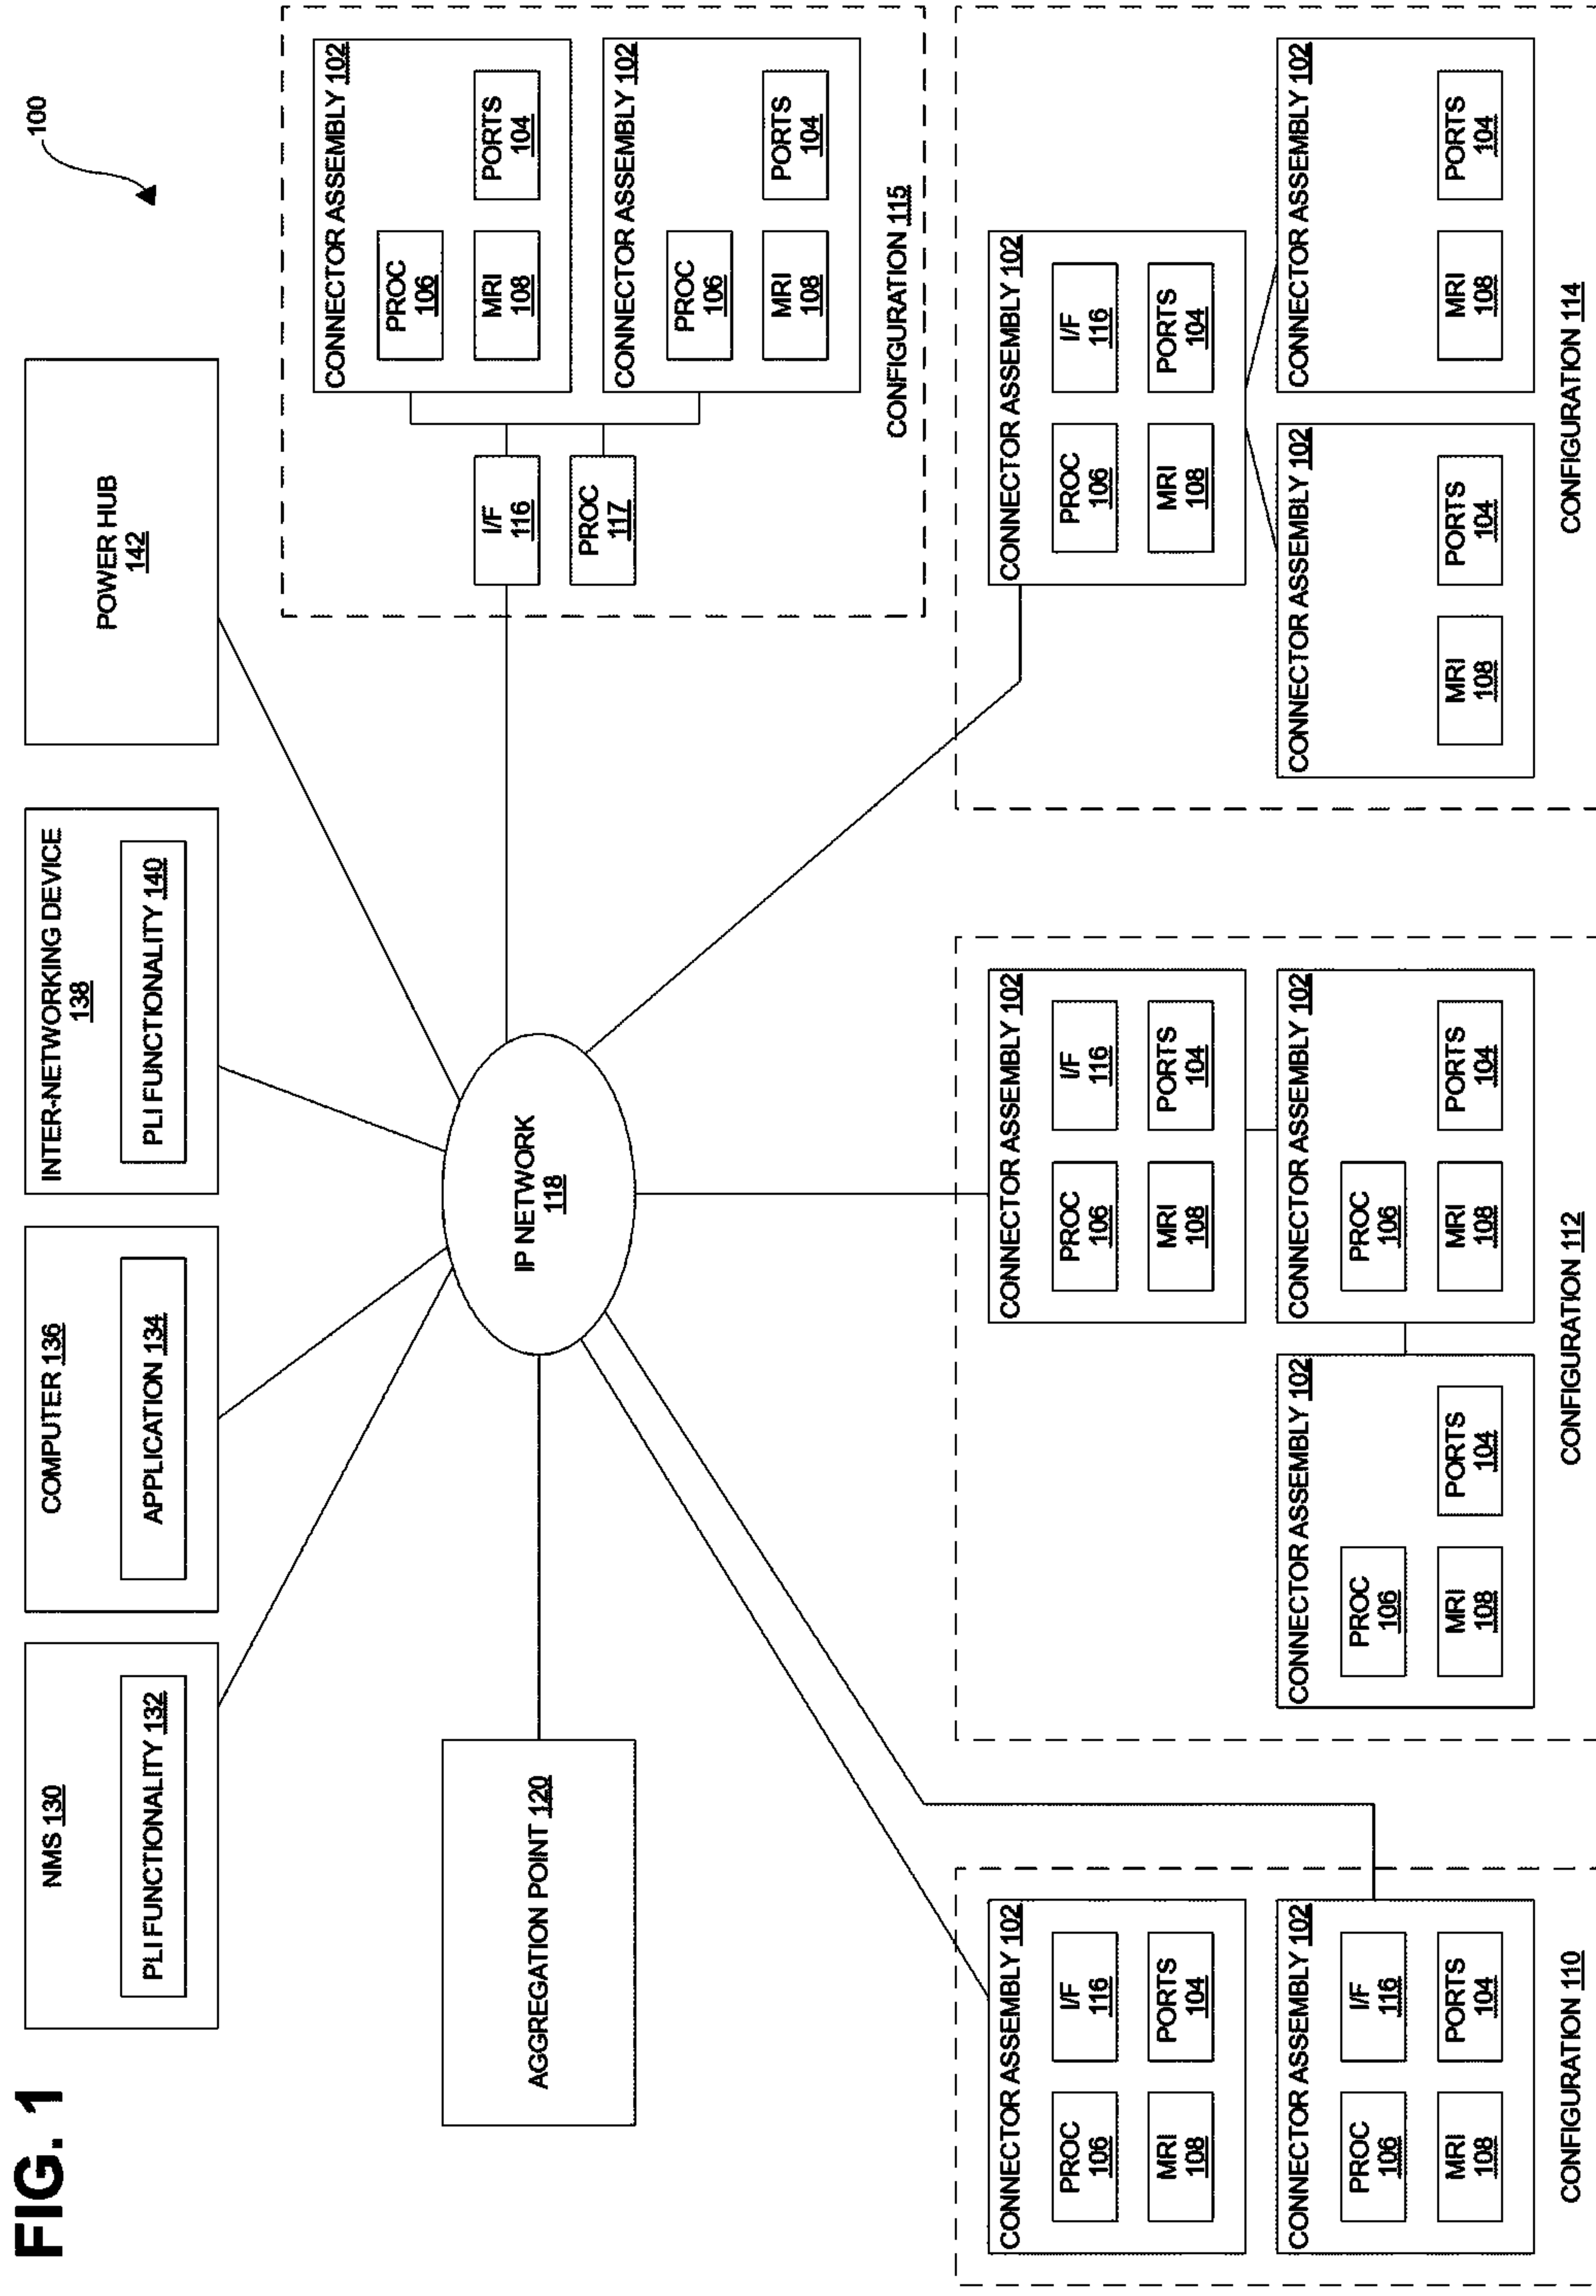 FIG. 1
100
NMS 130
PLI FUNCTIONALITY 132
COMPUTER 136
APPLICATION 134
INTER-NETWORKING DEVICE
138
PLI FUNCTIONALITY 140
POWER HUB
142
AGGREGATION POINT 120
IP NETWORK
118
I/F
116
PROC
117
CONNECTOR ASSEMBLY 102
PROC
106
MRI
108
PORTS
104
CONNECTOR ASSEMBLY 102
PROC
106
MRI
108
PORTS
104
CONFIGURATION 115
CONNECTOR ASSEMBLY 102
PROC
106
I/F
116
MRI
108
PORTS
104
CONNECTOR ASSEMBLY 102
PROC
106
I/F
116
MRI
108
PORTS
104
CONFIGURATION 110
CONNECTOR ASSEMBLY 102
PROC
106
I/F
116
MRI
108
PORTS
104
CONNECTOR ASSEMBLY 102
PROC
106
MRI
108
PORTS
104
CONNECTOR ASSEMBLY 102
PROC
106
MRI
108
PORTS
104
CONFIGURATION 112
CONNECTOR ASSEMBLY 102
PROC
106
I/F
116
MRI
108
PORTS
104
CONNECTOR ASSEMBLY 102
MRI
108
PORTS
104
CONNECTOR ASSEMBLY 102
MRI
108
PORTS
104
CONFIGURATION 114